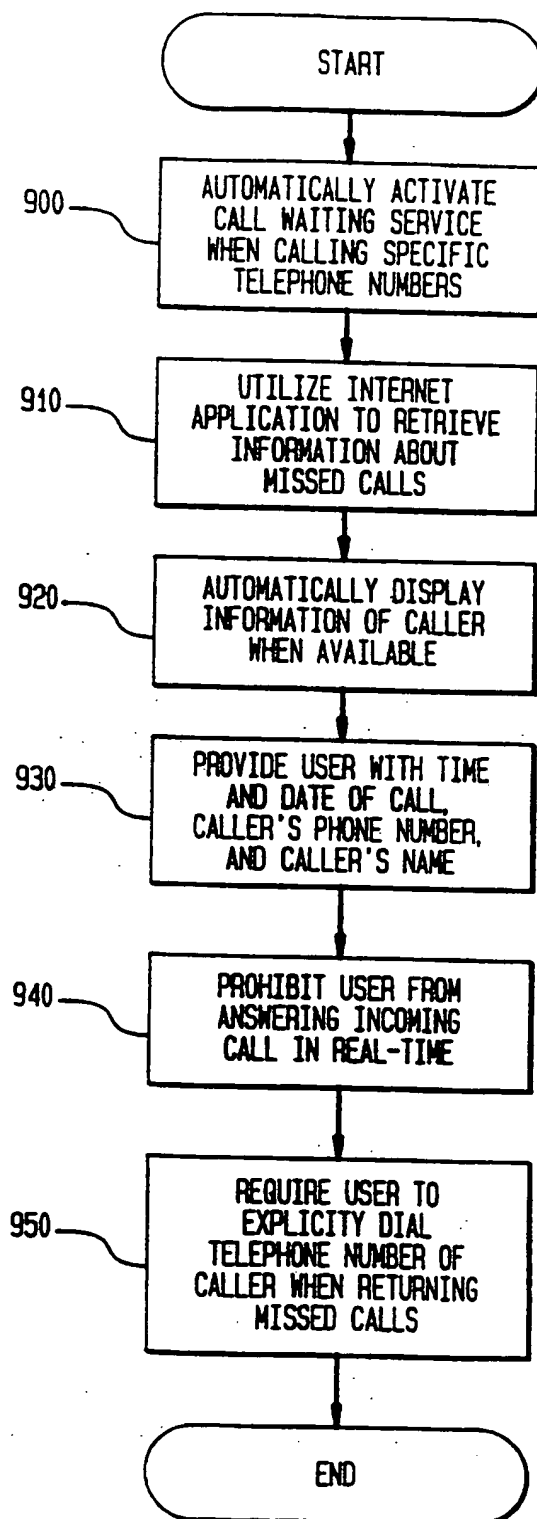 START
900
AUTOMATICALLY ACTIVATE
CALL WAITING SERVICE
WHEN CALLING SPECIFIC
TELEPHONE NUMBERS
910
UTILIZE INTERNET
APPLICATION TO RETRIEVE
INFORMATION ABOUT
MISSED CALLS
920
AUTOMATICALLY DISPLAY
INFORMATION OF CALLER
WHEN AVAILABLE
930
PROVIDE USER WITH TIME
AND DATE OF CALL,
CALLER'S PHONE NUMBER,
AND CALLER'S NAME
940
PROHIBIT USER FROM
ANSWERING INCOMING
CALL IN REAL-TIME
950
REQUIRE USER TO
EXPLICITY DIAL
TELEPHONE NUMBER OF
CALLER WHEN RETURNING
MISSED CALLS
END